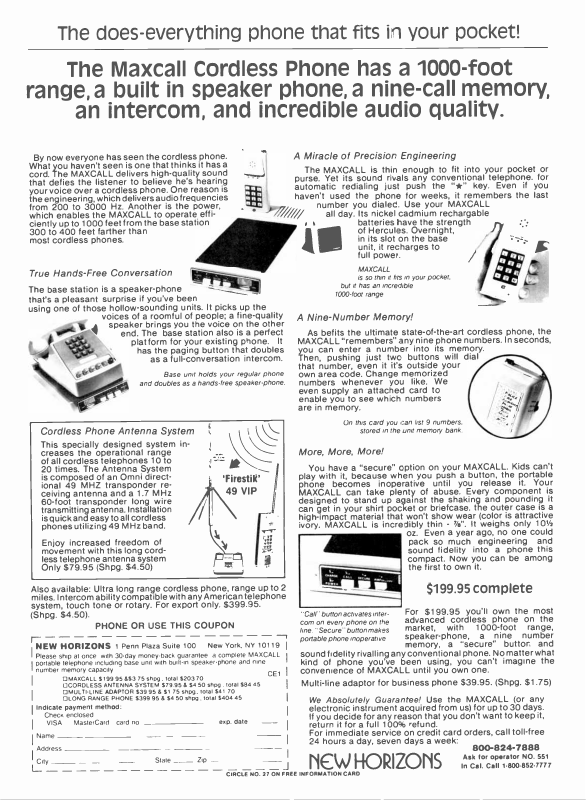 The does-everything phone that fits in your pocket!
The Maxcall Cordless Phone has a 1000-foot
range, a built in speaker phone, a nine-call memory,
an intercom, and incredible audio quality.
By now everyone has seen the cordless phone.
What you haven't seen is one that thinks it has a
cord. The MAXCALL delivers high-quality sound
that defies the listener to believe he's hearing
your voice over a cordless phone. One reason is
the engineering, which delivers audio frequencies
from 200 to 3000 Hz. Another is the power,
which enables the MAXCALL to operate effi-
ciently up to 1000 feet from the base station
300 to 400 feet farther than
most cordless phones.
True Hands-Free Conversation
The base station is a speaker-phone
that's a pleasant surprise if you've been
using one of those hollow-sounding units. It picks up the
voices of a roomful of people; a fine-quality
speaker brings you the voice on the other
end. The base station also is a perfect
platform for your existing phone. It
has the paging button that doubles
as a full-conversation intercom.
Base unit holds your regular phone
and doubles as a hands-free speaker-phone.
Cordless Phone Antenna System
This specially designed system in-
creases the operational range
of all cordless telephones 10 to
20 times. The Antenna System
is composed of an Omni direct-
ional 49 MHZ transponder re-
ceiving antenna and a 1.7 MHZ
60-foot transponder long wire
transmitting antenna. Installation
is quick and easy to all cordless
phones utilizing 49 MHZ band.
Enjoy increased freedom of
movement with this long cord-
less telephone antenna system
Only $79.95 (Shpg. $4.50)
'Firestik'
49 VIP
Also available: Ultra long range cordless phone, range up to 2
miles. Intercom ability compatible with any American telephone
system, touch tone or rotary. For export only. $399.95.
(Shpg. $4.50).
PHONE OR USE THIS COUPON
NEW HORIZONS 1 Penn Plaza Suite 100 New York, NY 10119
Please ship at once with 30-day money back guarantee a complete MAXCALL
portable telephone including base unit with built-in speaker-phone and nine
number memory capacity
CE1
□MAXCALL $199.95 &$3.75 shpg., total $203.70
□CORDLESS ANTENNA SYSTEM $79.95 & $4.50 shpg., total $84.45
□MULTI-LINE ADAPTOR $39.95 & $1.75 shpg. total $41.70
□LONG RANGE PHONE $399.95 & $4.50 shpg., total $404.45
Indicate payment method:
Check enclosed
VISA MasterCard card no exp. date
Name
Address
City State Zip
A Miracle of Precision Engineering
The MAXCALL is thin enough to fit into your pocket or
purse. Yet its sound rivals any conventional telephone. for
automatic redialing just push the "*" key. Even if you
haven't used the phone for weeks, it remembers the last
number you dialed. Use your MAXCALL
all day. Its nickel cadmium rechargable
batteries have the strength
of Hercules. Overnight,
in its slot on the base
unit, it recharges to
full power.
MAXCALL
is so thin it fits in your pocket,
but it has an incredible
1000-foot range
A Nine-Number Memory!
As befits the ultimate state-of-the-art cordless phone, the
MAXCALL "remembers" any nine phone numbers. In seconds,
you can enter a number into its memory.
Then, pushing just two buttons will dial
that number, even it it's outside your
own area code. Change memorized
numbers whenever you like. We
even supply an attached card to
enable you to see which numbers
are in memory.
On this card you can list 9 numbers,
stored in the unit memory bank.
More, More, More!
You have a "secure" option on your MAXCALL. Kids can't
play with it, because when you push a button, the portable
phone becomes inoperative until you release it. Your
MAXCALL can take plenty of abuse. Every component is
designed to stand up against the shaking and pounding it
can get in your shirt pocket or briefcase. the outer case is a
high-impact material that won't show wear (color is attractive
ivory. MAXCALL is incredibly thin - ⅞". It weighs only 10½
oz. Even a year ago, no one could
pack so much engineering and
sound fidelity into a phone this
compact. Now you can be among
the first to own it.
$199.95 complete
"Call" button activates inter-
com on every phone on the
line. "Secure" button makes
portable phone inoperative
For $199.95 you'll own the most
advanced cordless phone on the
market, with 1000-foot range,
speaker-phone, a nine number
memory, a "secure" button and
sound fidelity rivalling any conventional phone. No matter what
kind of phone you've been using, you can't imagine the
convenience of MAXCALL until you own one.
Multi-line adaptor for business phone $39.95. (Shpg. $1.75)
We Absolutely Guarantee! Use the MAXCALL (or any
electronic instrument acquired from us) for up to 30 days.
If you decide for any reason that you don't want to keep it,
return it for a full 100% refund.
For immediate service on credit card orders, call toll-free
24 hours a day, seven days a week:
800-824-7888
Ask for operator NO. 551
In Cal. Call 1-800-852-7777
NEW HORIZONS
CIRCLE NO. 27 ON FREE INFORMATION CARD